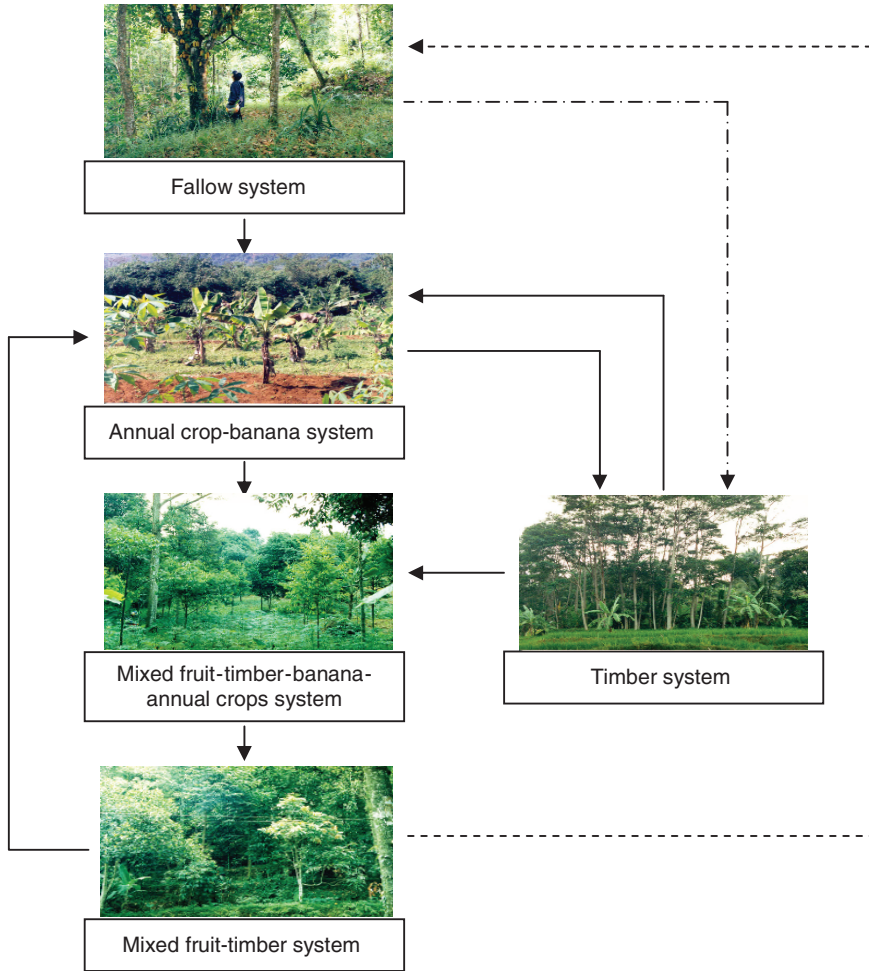 Fallow system
Annual crop-banana system
Mixed fruit-timber-banana-
annual crops system
Timber system
Mixed fruit-timber system